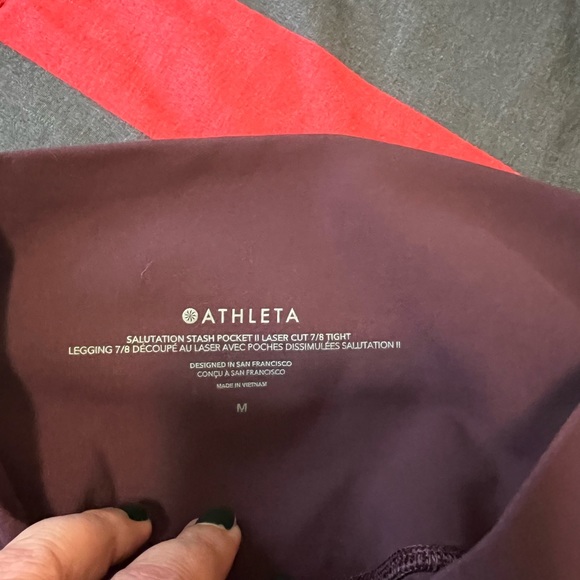 ATHLETA
SALUTATION STASH POCKET II LASER CUT 7/8 TIGHT
LEGGING 7/8 DÉCOUPÉ AU LASER AVEC POCHES DISSIMULÉES SALUTATION II
DESIGNED IN SAN FRANCISCO
CONÇU À SAN FRANCISCO
MADE IN VIETNAM
M